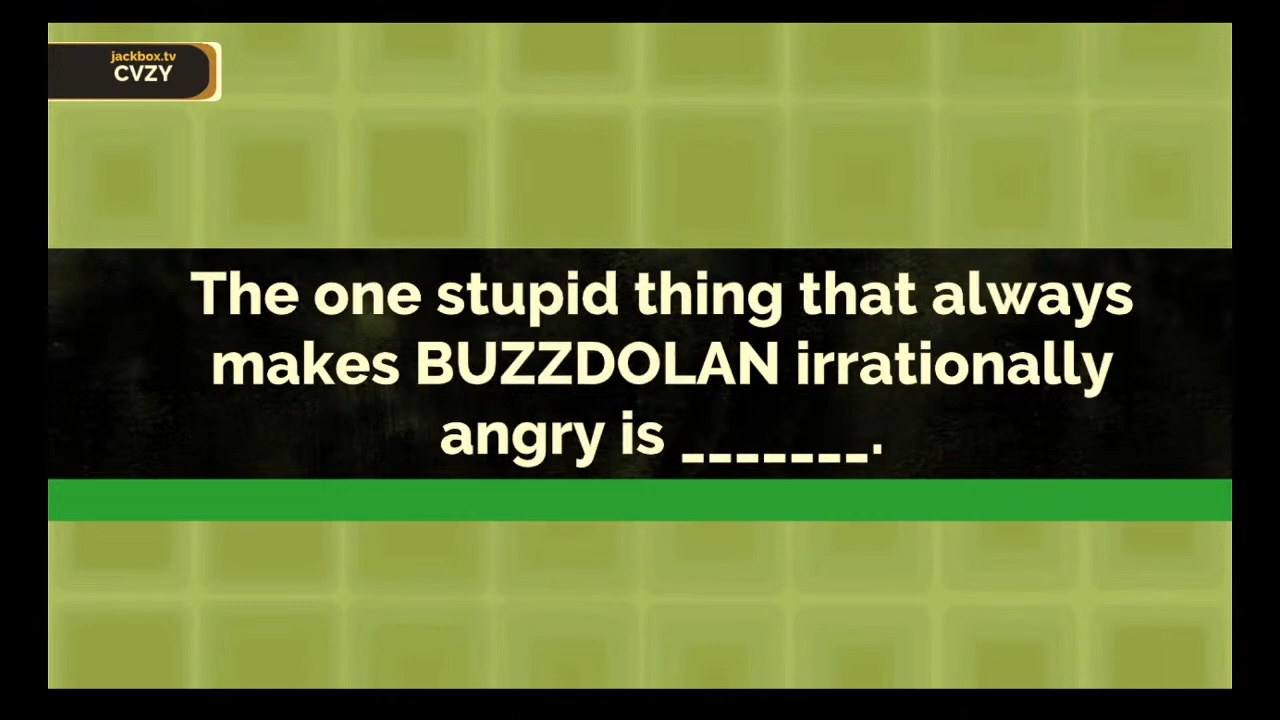 jackbox.tv
CVZY
The one stupid thing that always
makes BUZZDOLAN irrationally
angry is _______.